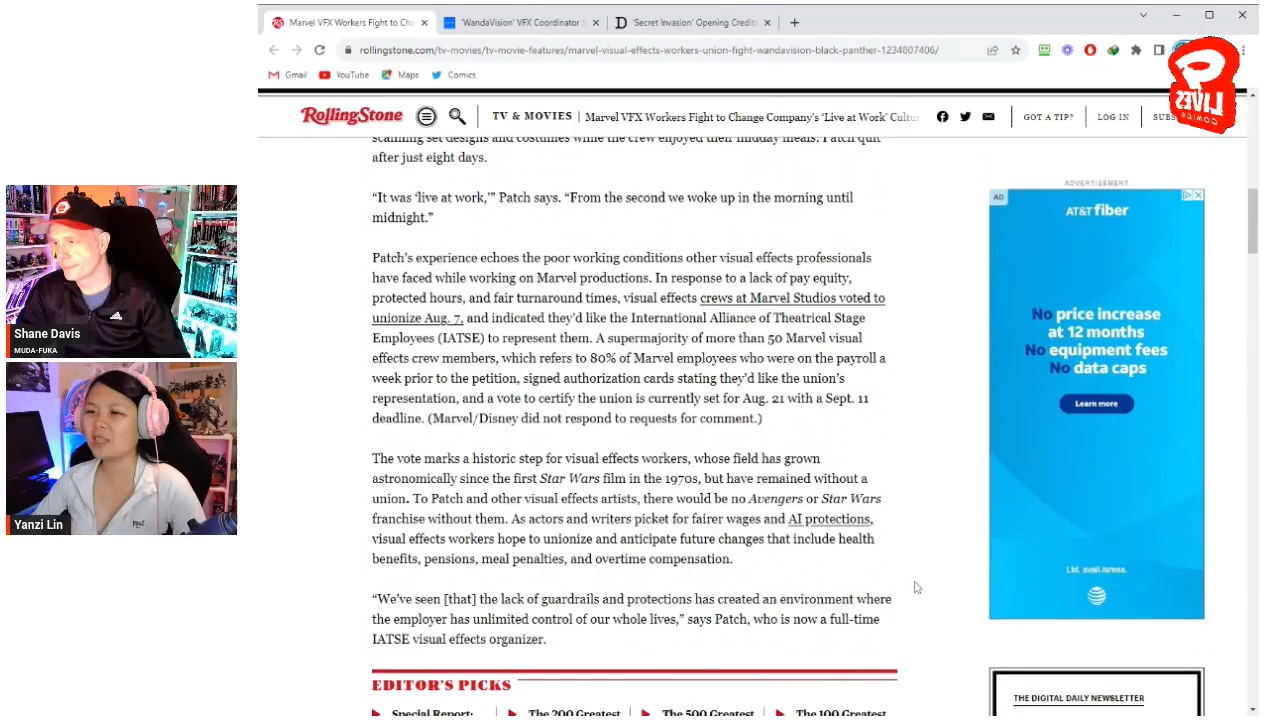 Marvel VFX Workers Fight to Cha
'WandaVision' VFX Coordinator S
'Secret Invasion' Opening Credits
rollingstone.com/tv-movies/tv-movie-features/marvel-visual-effects-workers-union-fight-wandavision-black-panther-1234807406/
Gmail YouTube Maps Comics
RollingStone
TV & MOVIES
Marvel VFX Workers Fight to Change Company's 'Live at Work' Cultu
GOT A TIP?
LOG IN
SUBS
scanning set designs and costumes while the crew enjoyed their midday meals. Patch quit
after just eight days.
“It was ‘live at work,’” Patch says. “From the second we woke up in the morning until
midnight.”
Patch’s experience echoes the poor working conditions other visual effects professionals
have faced while working on Marvel productions. In response to a lack of pay equity,
protected hours, and fair turnaround times, visual effects crews at Marvel Studios voted to
unionize Aug. 7, and indicated they’d like the International Alliance of Theatrical Stage
Employees (IATSE) to represent them. A supermajority of more than 50 Marvel visual
effects crew members, which refers to 80% of Marvel employees who were on the payroll a
week prior to the petition, signed authorization cards stating they’d like the union’s
representation, and a vote to certify the union is currently set for Aug. 21 with a Sept. 11
deadline. (Marvel/Disney did not respond to requests for comment.)
The vote marks a historic step for visual effects workers, whose field has grown
astronomically since the first Star Wars film in the 1970s, but have remained without a
union. To Patch and other visual effects artists, there would be no Avengers or Star Wars
franchise without them. As actors and writers picket for fairer wages and AI protections,
visual effects workers hope to unionize and anticipate future changes that include health
benefits, pensions, meal penalties, and overtime compensation.
“We’ve seen [that] the lack of guardrails and protections has created an environment where
the employer has unlimited control of our whole lives,” says Patch, who is now a full-time
IATSE visual effects organizer.
EDITOR’S PICKS
Special Report:
The 200 Greatest
The 500 Greatest
The 100 Greatest
ADVERTISEMENT
AD
AT&T fiber
No price increase
at 12 months
No equipment fees
No data caps
Learn more
Ltd. avail./areas.
THE DIGITAL DAILY NEWSLETTER
Shane Davis
MUDA-FUKA
Yanzi Lin